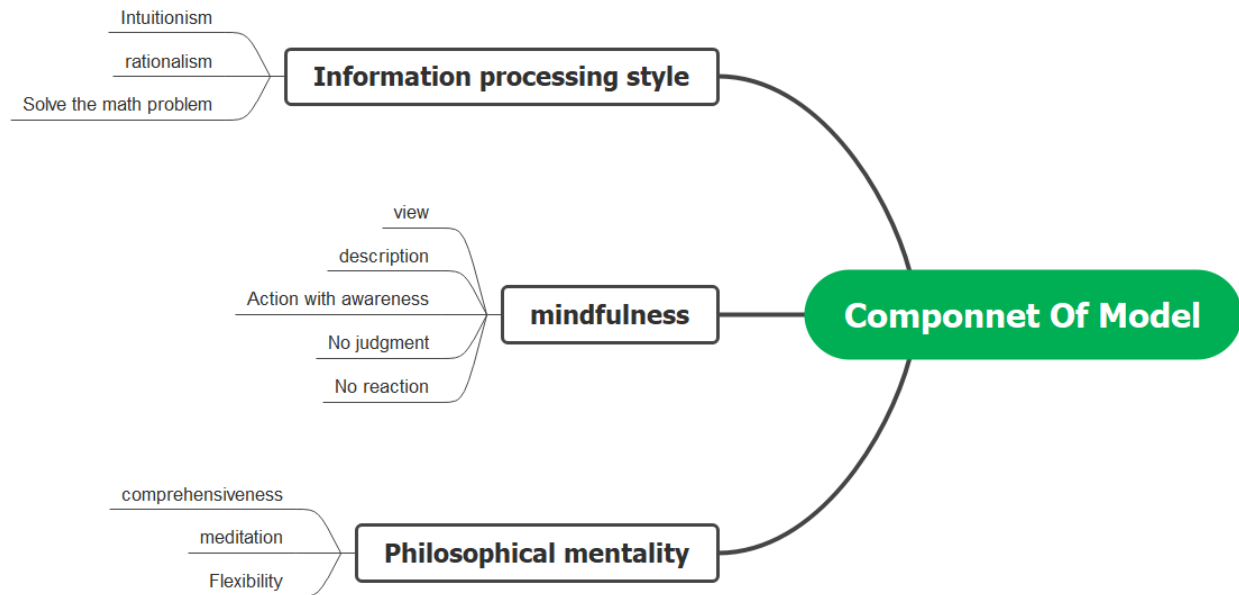 Intuitionism
rationalism
Solve the math problem
Information processing style
view
description
Action with awareness
No judgment
No reaction
mindfulness
Componnet Of Model
comprehensiveness
meditation
Flexibility
Philosophical mentality